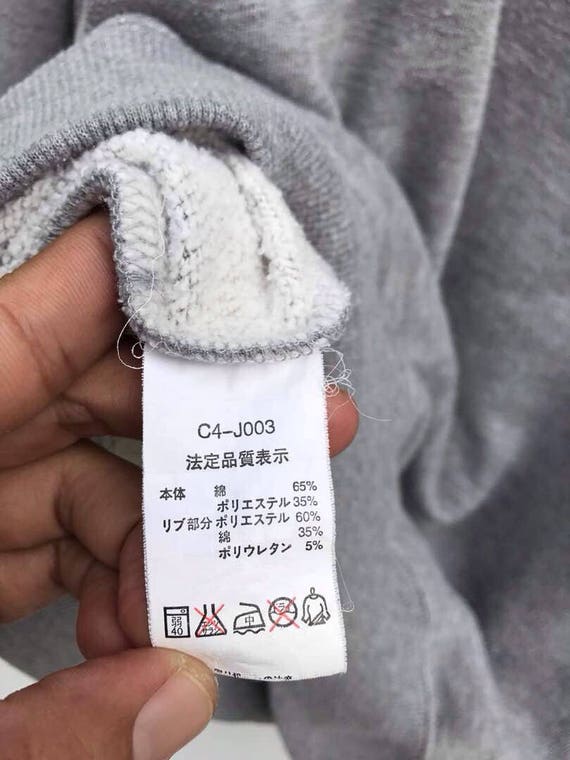 C4-J003
法定品質表示
本体 綿 65%
ポリエステル 35%
リブ部分 ポリエステル 60%
綿 35%
ポリウレタン 5%
弱 中
40